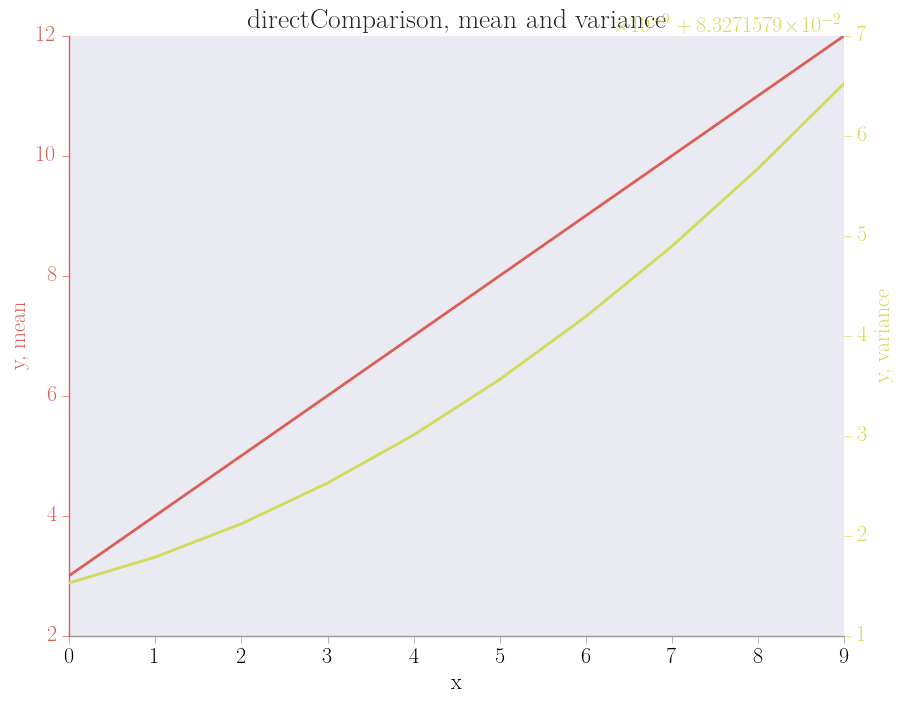 directComparison, mean and variance
+8.3271579×10⁻²
12
10
8
6
4
2
y, mean
7
6
5
4
3
2
1
y, variance
0 1 2 3 4 5 6 7 8 9
x